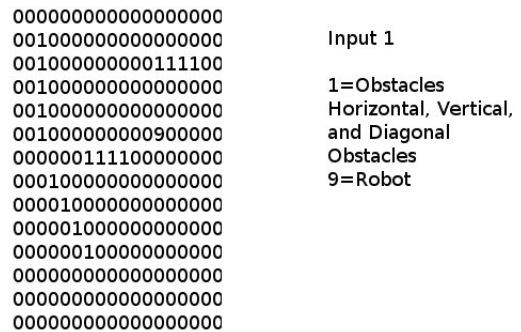 000000000000000000
001000000000000000
001000000000111100
001000000000000000
001000000000000000
001000000000900000
000000111100000000
000100000000000000
000010000000000000
000001000000000000
000000100000000000
000000000000000000
000000000000000000
000000000000000000
Input 1
1=Obstacles
Horizontal, Vertical,
and Diagonal
Obstacles
9=Robot